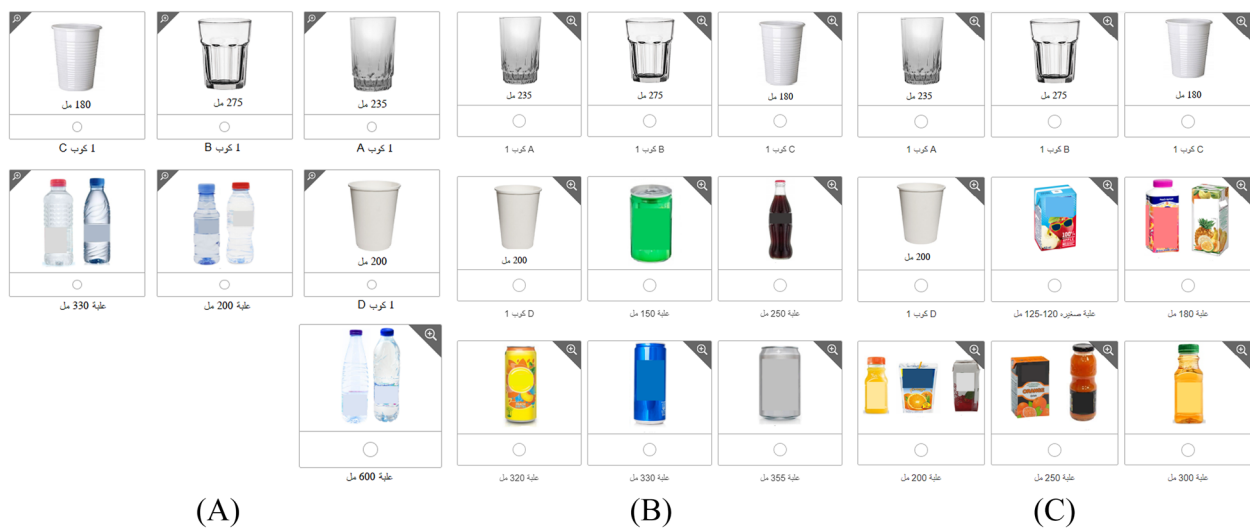 235 مل
275 مل
180 مل
1 كوب A
1 كوب B
1 كوب C
200 مل
1 كوب D
علبة 200 مل
علبة 330 مل
علبة 600 مل
(A)
235 مل
275 مل
180 مل
A كوب 1
B كوب 1
C كوب 1
200 مل
D كوب 1
علبة 150 مل
علبة 250 مل
علبة 320 مل
علبة 330 مل
علبة 355 مل
(B)
235 مل
275 مل
180 مل
A كوب 1
B كوب 1
C كوب 1
200 مل
100%
D كوب 1
علبة صغيره 120-125 مل
علبة 180 مل
ORANGE
علبة 200 مل
علبة 250 مل
علبة 300 مل
(C)